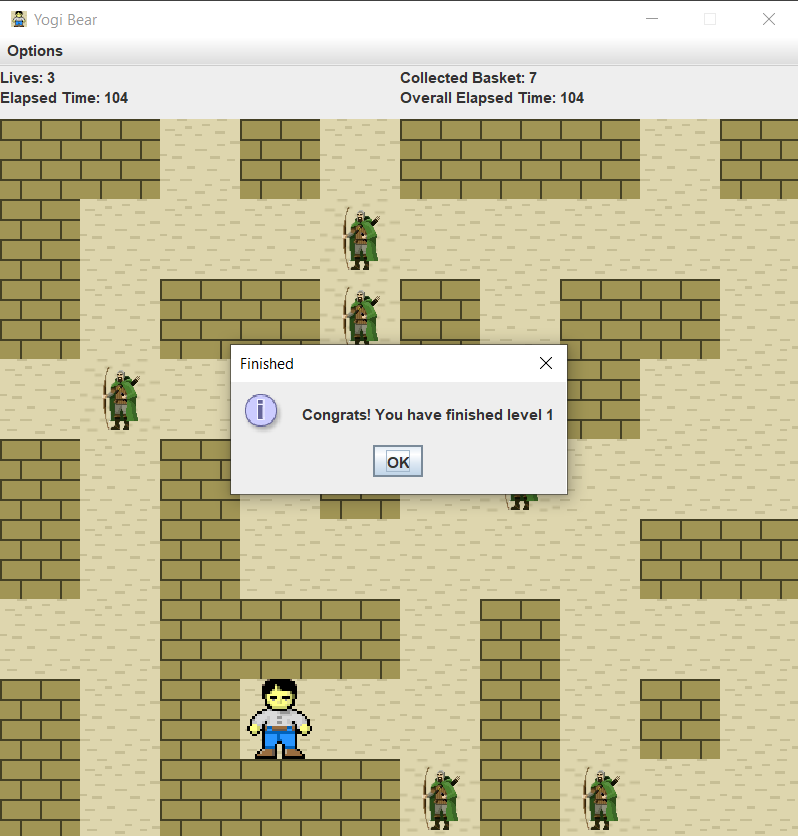 Yogi Bear
Options
Lives: 3
Collected Basket: 7
Elapsed Time: 104
Overall Elapsed Time: 104
Finished
Congrats! You have finished level 1
OK